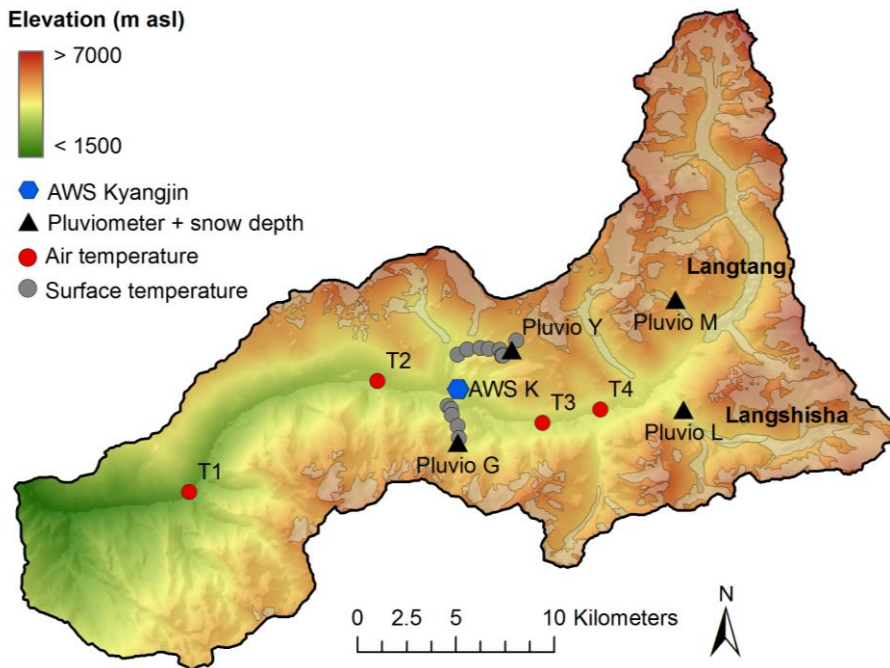 Elevation (m asl)
> 7000
< 1500
AWS Kyangjin
Pluviometer + snow depth
Air temperature
Surface temperature
Langtang
Pluvio M
Pluvio Y
T2
AWS K
T3
T4
Langshisha
Pluvio L
Pluvio G
T1
N
0 2.5 5 10 Kilometers